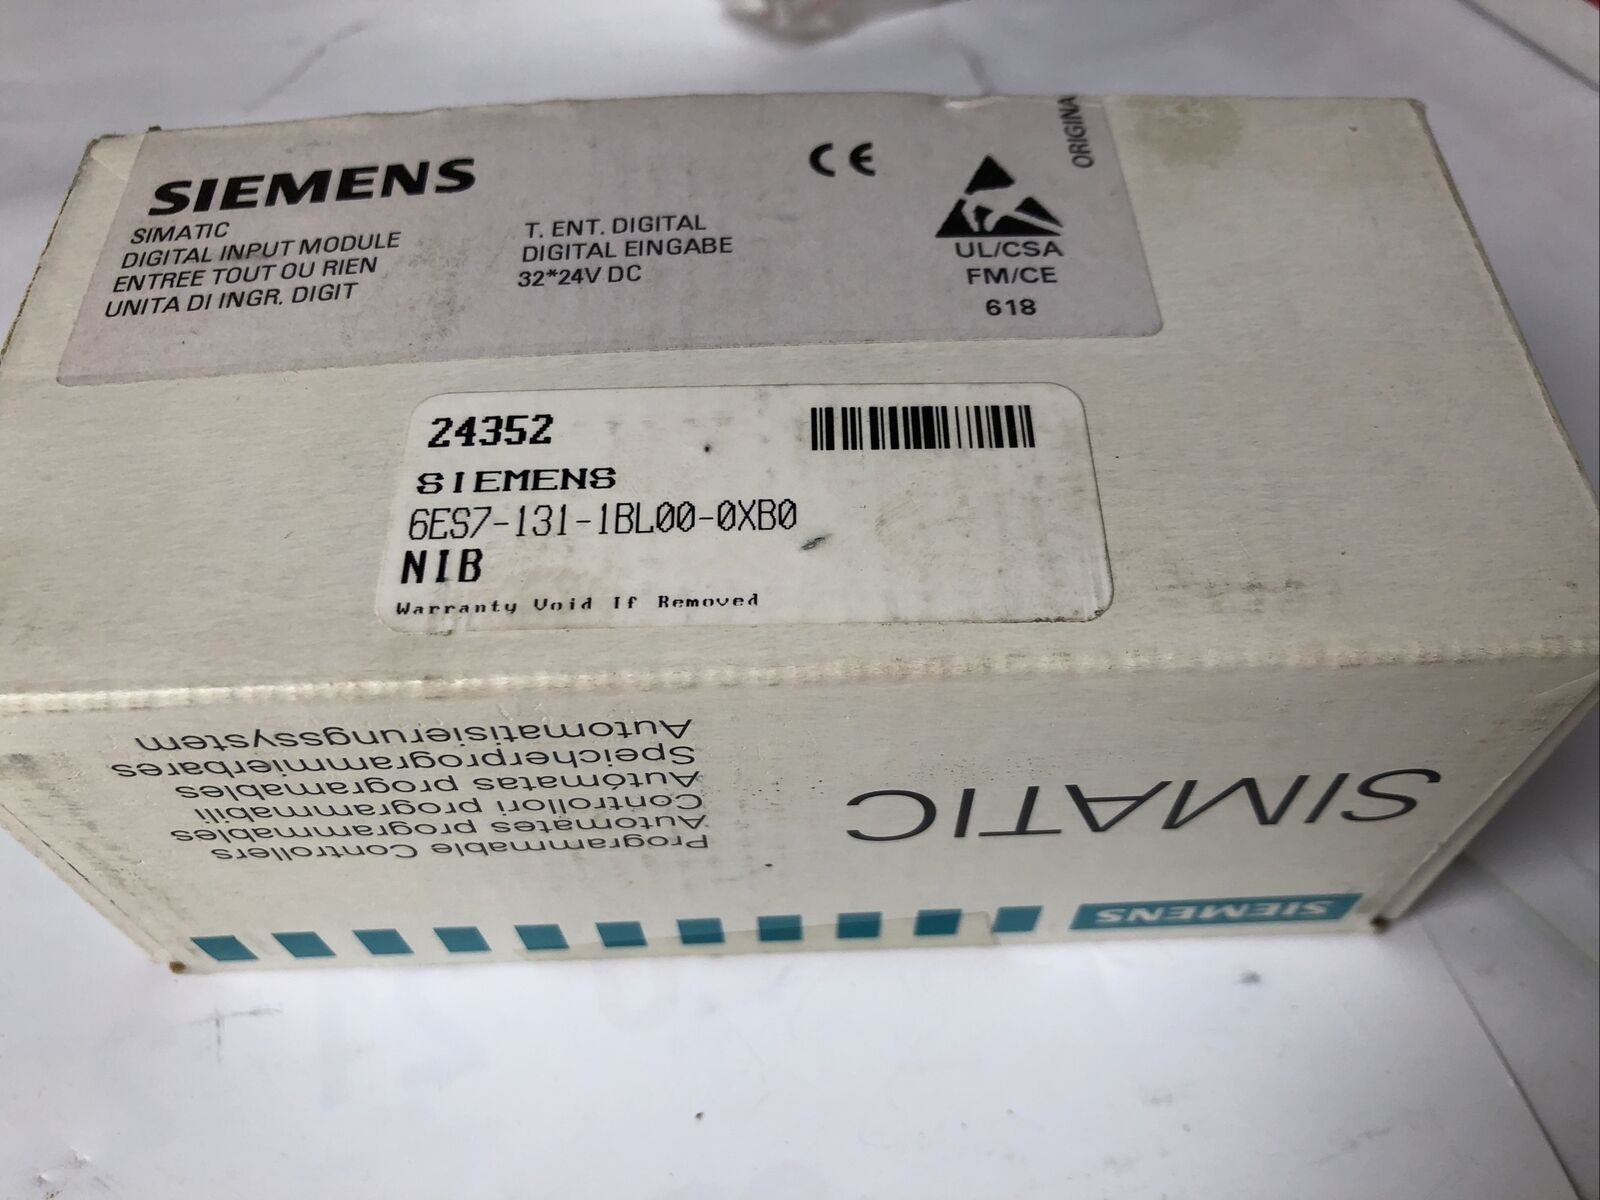 SIEMENS
SIMATIC
DIGITAL INPUT MODULE
ENTREE TOUT OU RIEN
UNITA DI INGR. DIGIT
T. ENT. DIGITAL
DIGITAL EINGABE
32*24V DC
CE
UL/CSA
FM/CE
618
ORIGINA
24352
SIEMENS
6ES7-131-1BL00-0XB0
NIB
Warranty Void If Removed
SIEMENS
SIMATIC
Programmable Controllers
Automates programmables
Controllori programmabili
Autómatas programables
Speicherprogrammierbares
Automatisierungssystem